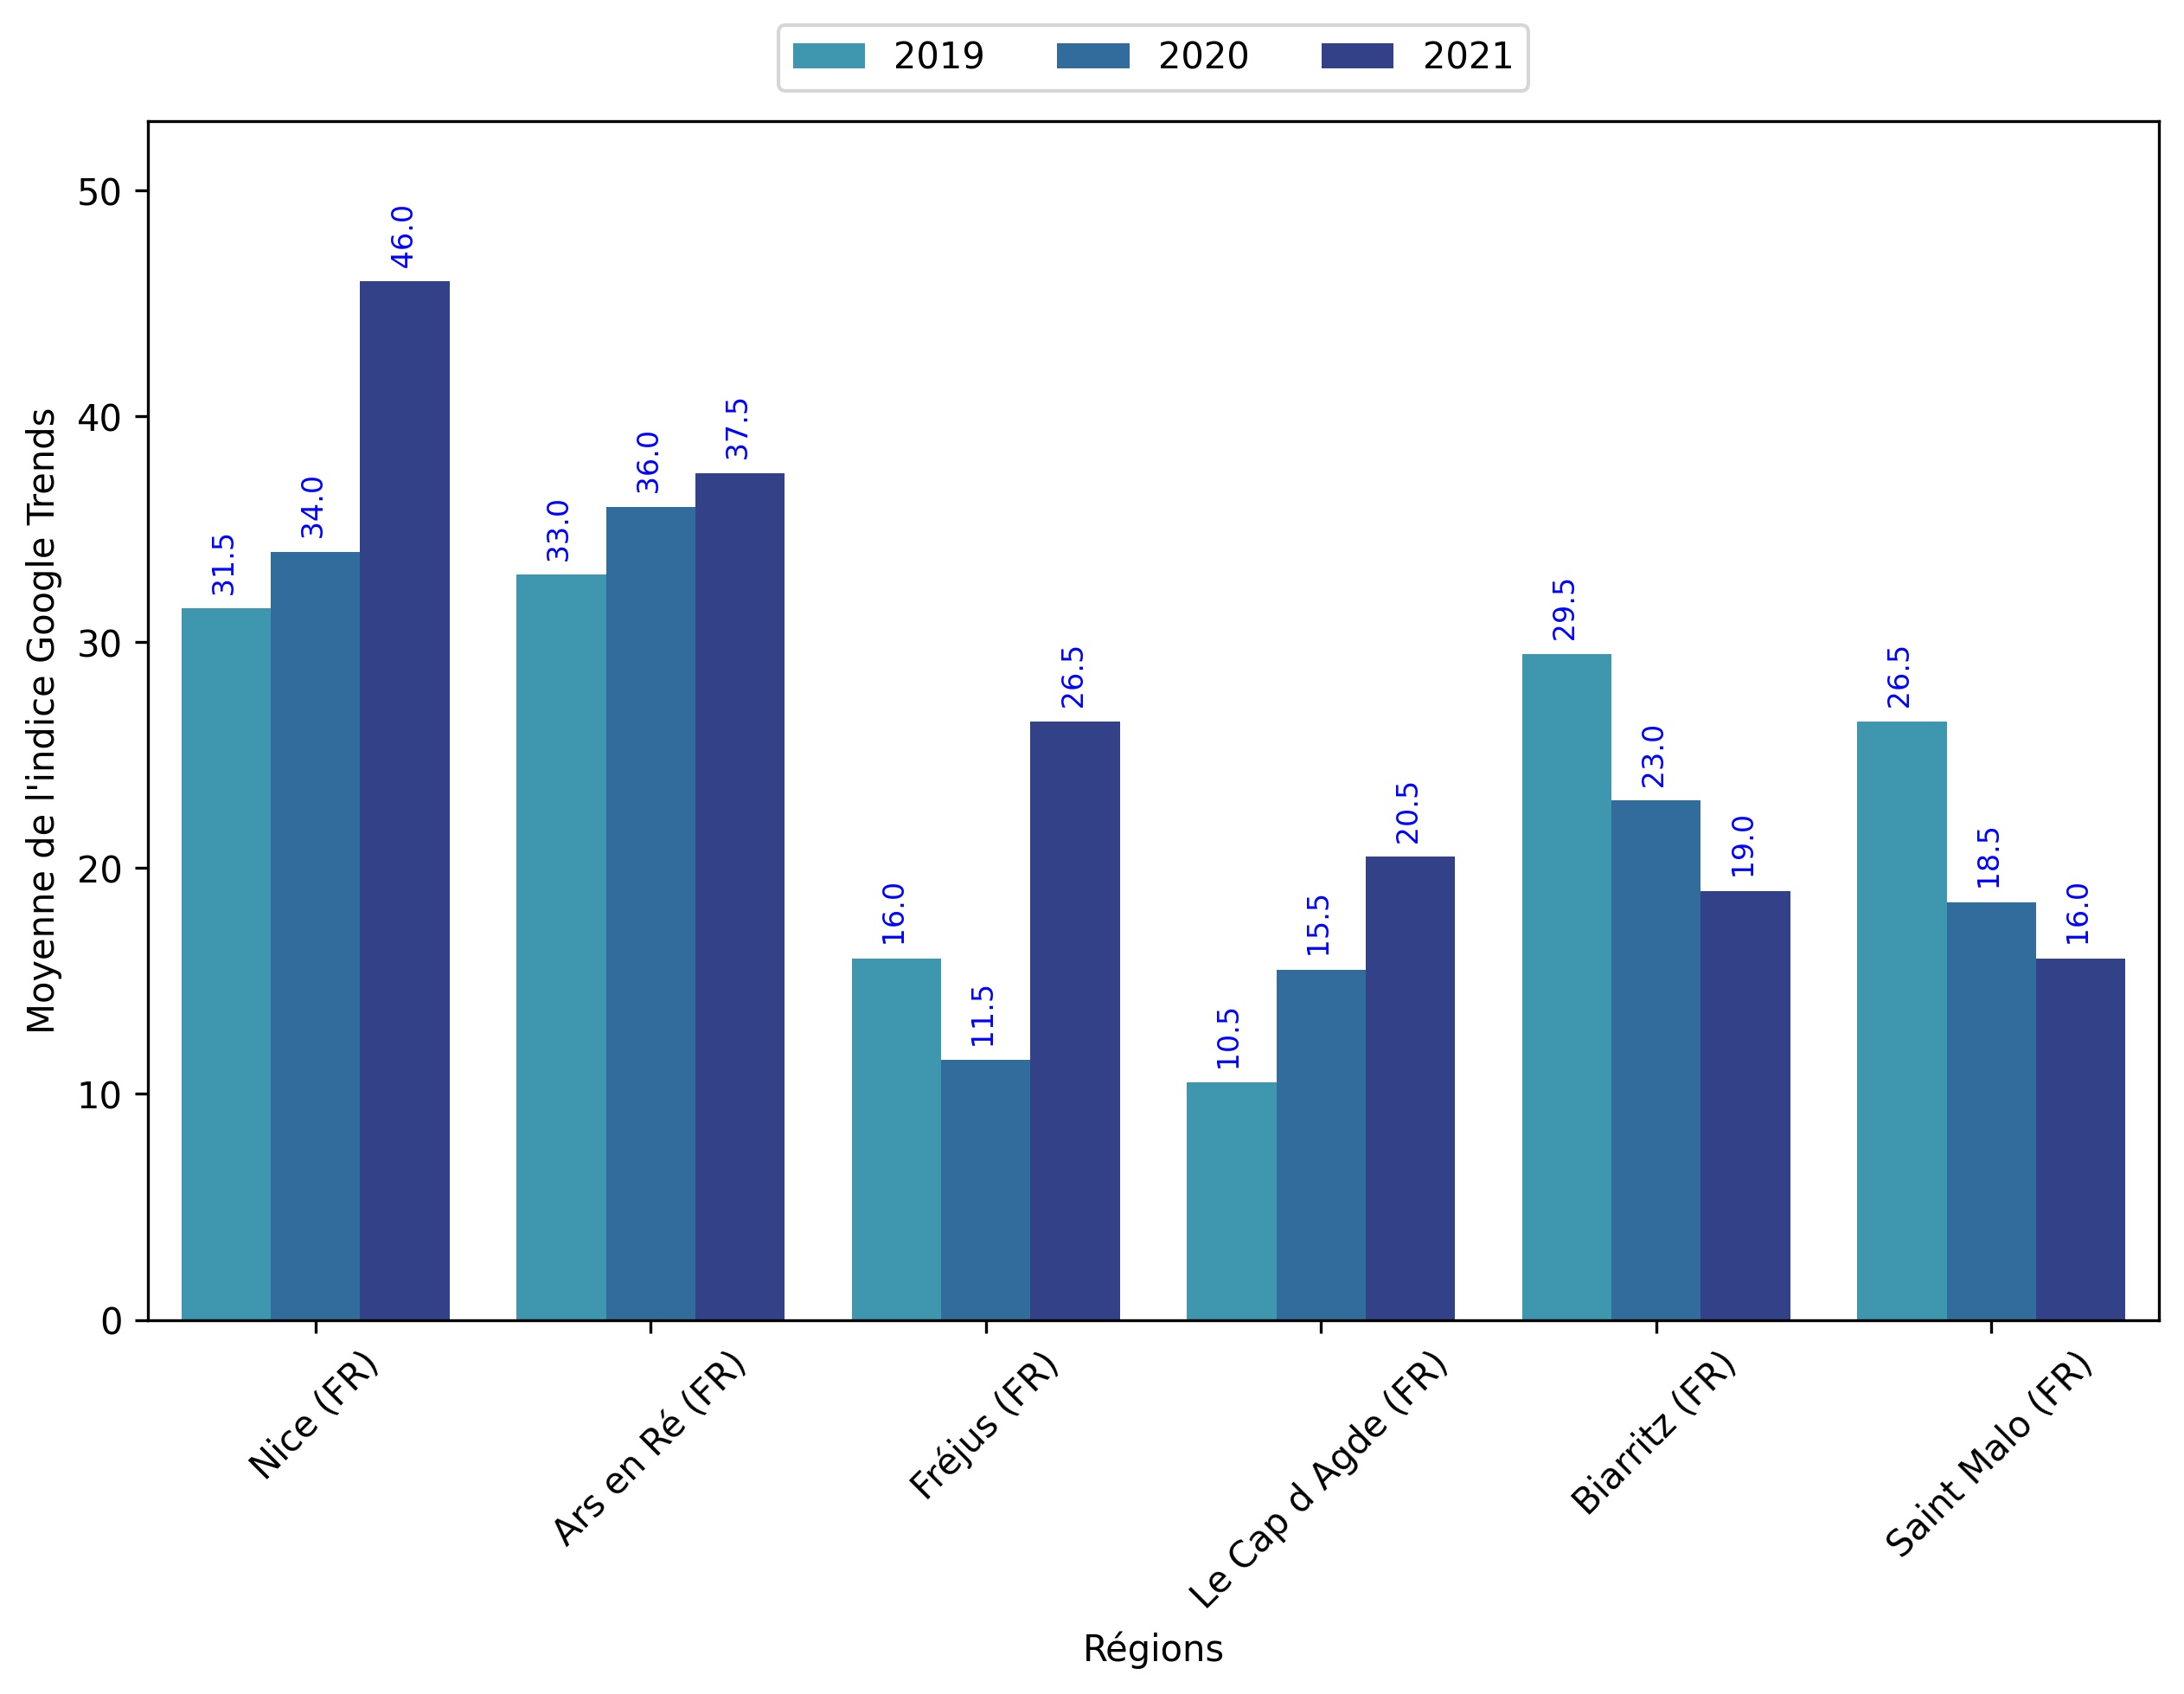 2019 2020 2021
Moyenne de l'indice Google Trends
50
40
30
20
10
0
31.5 34.0 46.0
33.0 36.0 37.5
16.0 11.5 26.5
10.5 15.5 20.5
29.5 23.0 19.0
26.5 18.5 16.0
Nice (FR)
Ars en Ré (FR)
Fréjus (FR)
Le Cap d Agde (FR)
Biarritz (FR)
Saint Malo (FR)
Régions